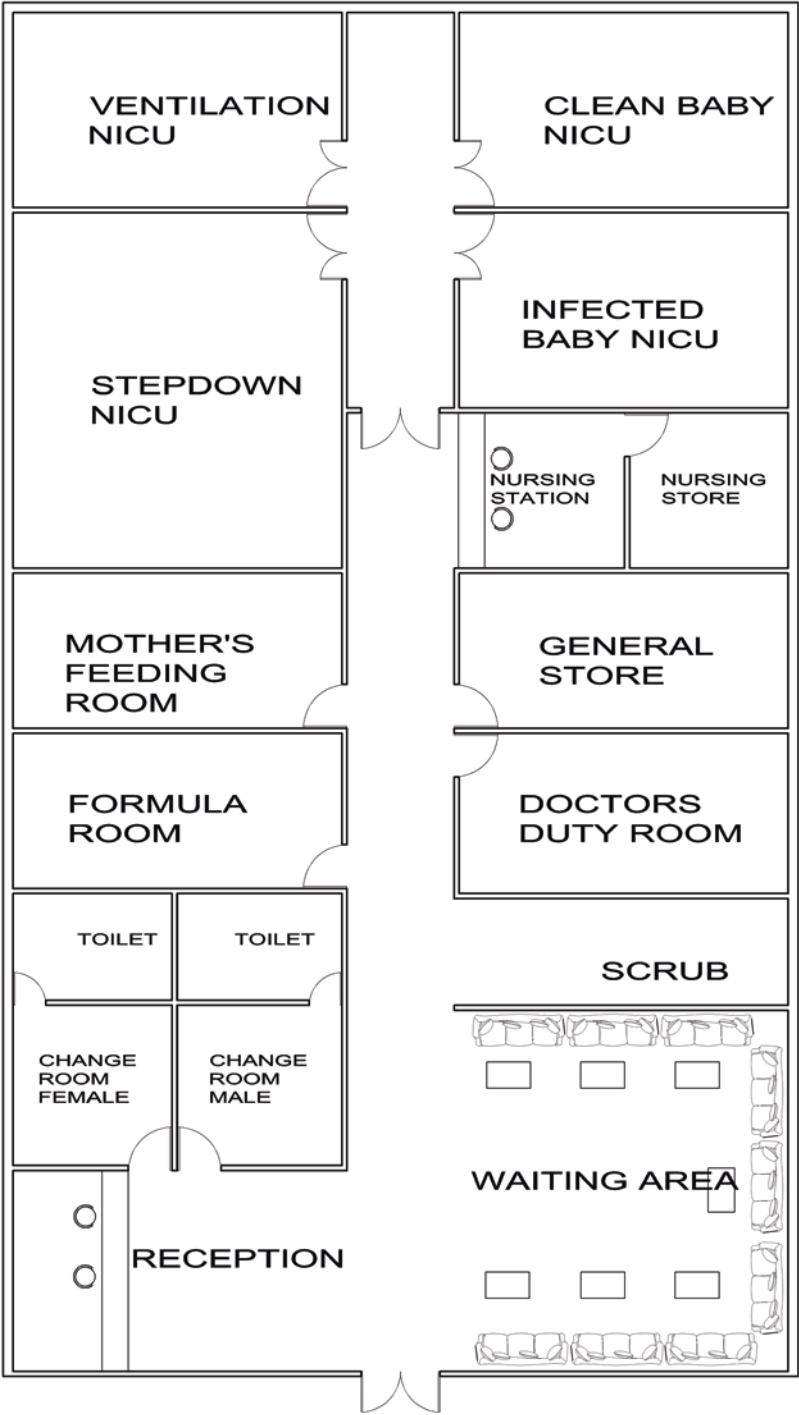 VENTILATION
NICU
CLEAN BABY
NICU
INFECTED
BABY NICU
STEPDOWN
NICU
NURSING
STATION
NURSING
STORE
MOTHER'S
FEEDING
ROOM
GENERAL
STORE
FORMULA
ROOM
DOCTORS
DUTY ROOM
TOILET
TOILET
SCRUB
CHANGE
ROOM
FEMALE
CHANGE
ROOM
MALE
WAITING AREA
RECEPTION